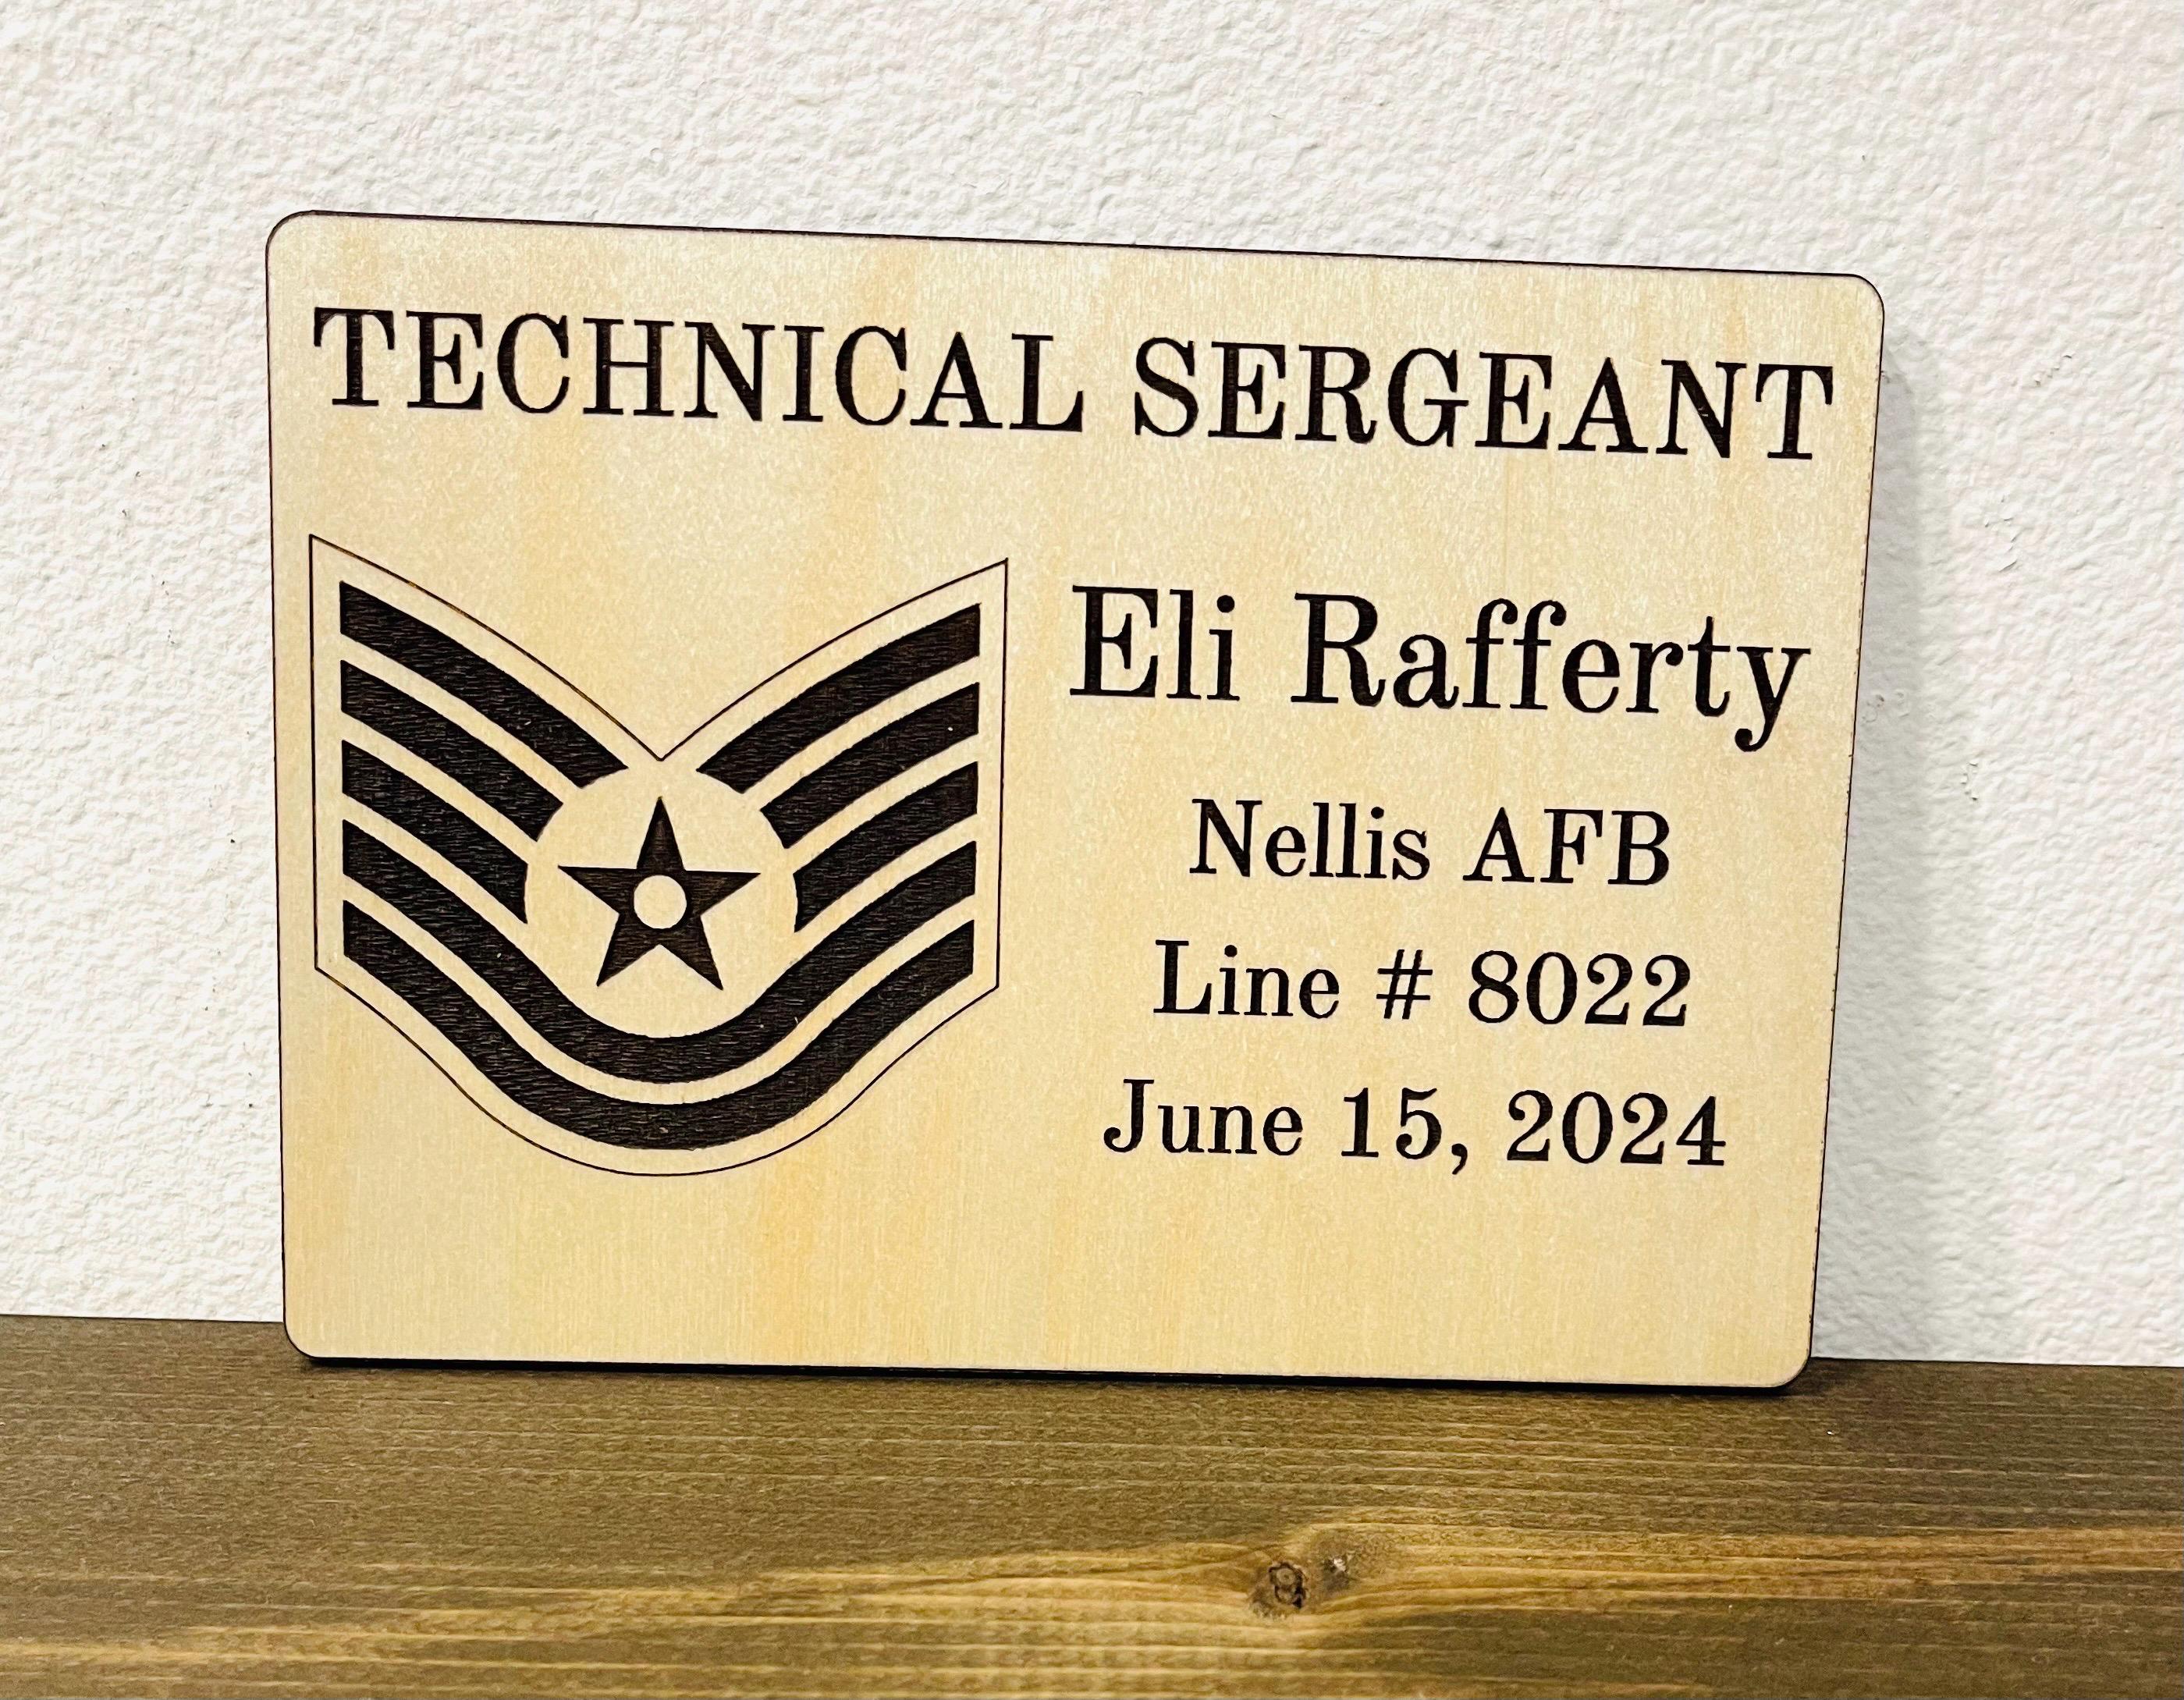 TECHNICAL SERGEANT
Eli Rafferty
Nellis AFB
Line # 8022
June 15, 2024